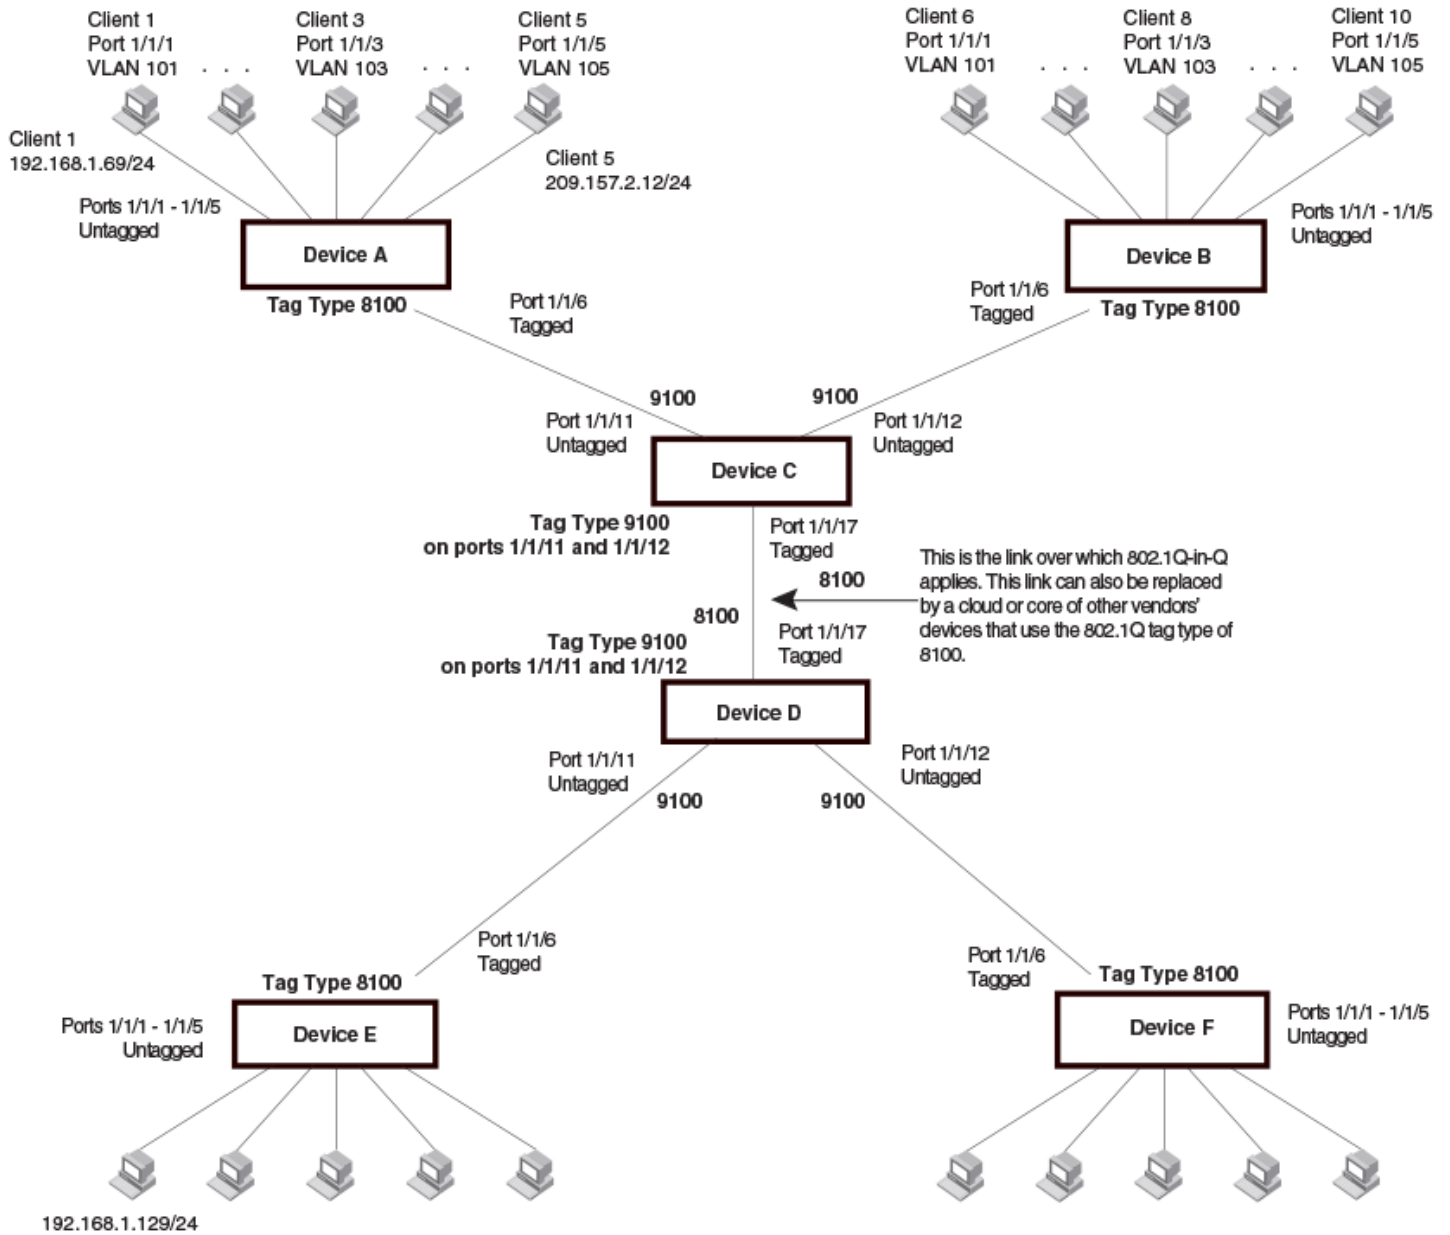 Client 1
Port 1/1/1
VLAN 101
. . .
Client 3
Port 1/1/3
VLAN 103
. . .
Client 5
Port 1/1/5
VLAN 105
Client 6
Port 1/1/1
VLAN 101
. . .
Client 8
Port 1/1/3
VLAN 103
. . .
Client 10
Port 1/1/5
VLAN 105
Client 1
192.168.1.69/24
Client 5
209.157.2.12/24
Ports 1/1/1 - 1/1/5
Untagged
Device A
Tag Type 8100
Port 1/1/6
Tagged
Ports 1/1/1 - 1/1/5
Untagged
Device B
Tag Type 8100
Port 1/1/6
Tagged
9100
9100
Port 1/1/11
Untagged
Port 1/1/12
Untagged
Device C
Tag Type 9100
on ports 1/1/11 and 1/1/12
Port 1/1/17
Tagged
8100
This is the link over which 802.1Q-in-Q
applies. This link can also be replaced
by a cloud or core of other vendors'
devices that use the 802.1Q tag type of
8100.
8100
Tag Type 9100
on ports 1/1/11 and 1/1/12
Port 1/1/17
Tagged
Device D
Port 1/1/11
Untagged
Port 1/1/12
Untagged
9100
9100
Port 1/1/6
Tagged
Tag Type 8100
Port 1/1/6
Tagged
Tag Type 8100
Ports 1/1/1 - 1/1/5
Untagged
Device E
Device F
Ports 1/1/1 - 1/1/5
Untagged
192.168.1.129/24